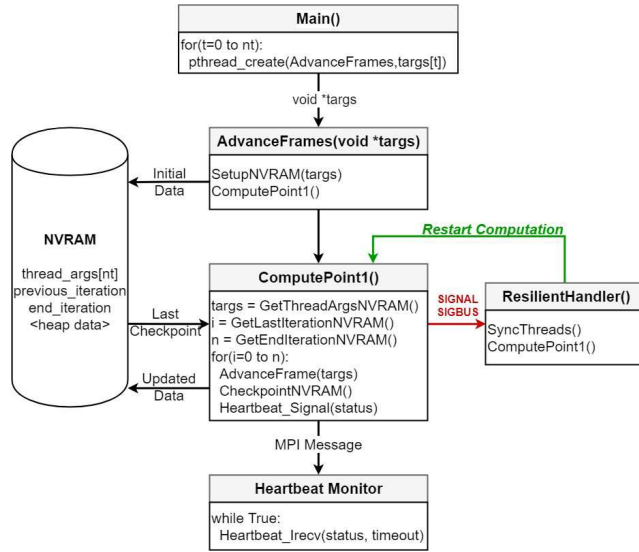 Main()
for(t=0 to nt):
pthread_create(AdvanceFrames,targs[t])
void *targs
AdvanceFrames(void *targs)
SetupNVRAM(targs)
ComputePoint1()
Initial
Data
NVRAM
thread_args[nt]
previous_iteration
end_iteration
<heap data>
Last
Checkpoint
Updated
Data
Restart Computation
ComputePoint1()
targs = GetThreadArgsNVRAM()
i = GetLastIterationNVRAM()
n = GetEndIterationNVRAM()
for(i=0 to n):
AdvanceFrame(targs)
CheckpointNVRAM()
Heartbeat_Signal(status)
SIGNAL
SIGBUS
ResilientHandler()
SyncThreads()
ComputePoint1()
MPI Message
Heartbeat Monitor
while True:
Heartbeat_Irecv(status, timeout)